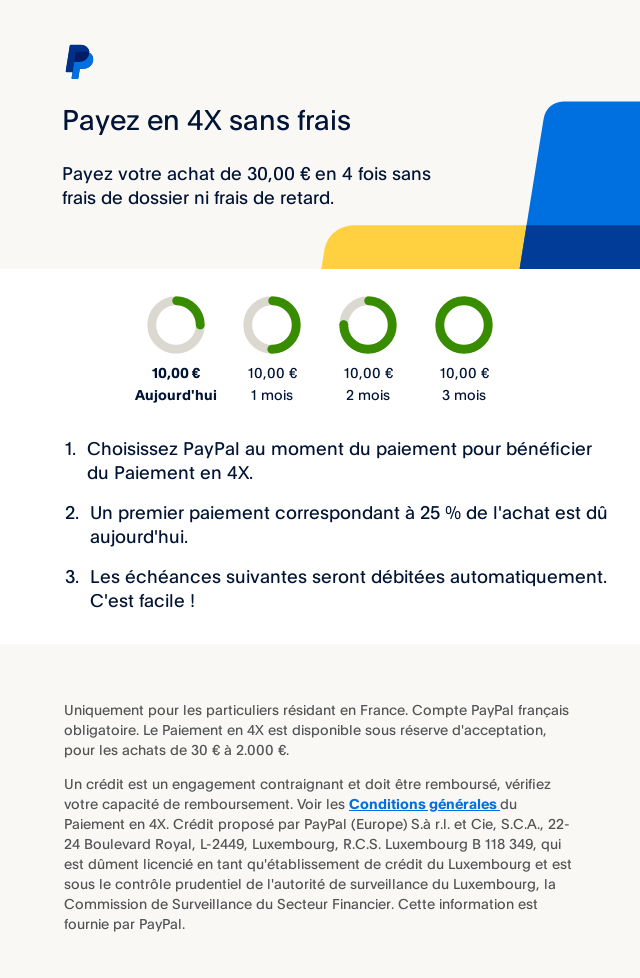 Payez en 4X sans frais
Payez votre achat de 30,00 € en 4 fois sans
frais de dossier ni frais de retard.
10,00 € 10,00 € 10,00 € 10,00 €
Aujourd'hui 1 mois 2 mois 3 mois
1. Choisissez PayPal au moment du paiement pour bénéficier
du Paiement en 4X.
2. Un premier paiement correspondant à 25 % de l'achat est dû
aujourd'hui.
3. Les échéances suivantes seront débitées automatiquement.
C'est facile !
Uniquement pour les particuliers résidant en France. Compte PayPal français
obligatoire. Le Paiement en 4X est disponible sous réserve d'acceptation,
pour les achats de 30 € à 2.000 €.
Un crédit est un engagement contraignant et doit être remboursé, vérifiez
votre capacité de remboursement. Voir les Conditions générales du
Paiement en 4X. Crédit proposé par PayPal (Europe) S.à r.l. et Cie, S.C.A., 22-
24 Boulevard Royal, L-2449, Luxembourg, R.C.S. Luxembourg B 118 349, qui
est dûment licencié en tant qu'établissement de crédit du Luxembourg et est
sous le contrôle prudentiel de l'autorité de surveillance du Luxembourg, la
Commission de Surveillance du Secteur Financier. Cette information est
fournie par PayPal.